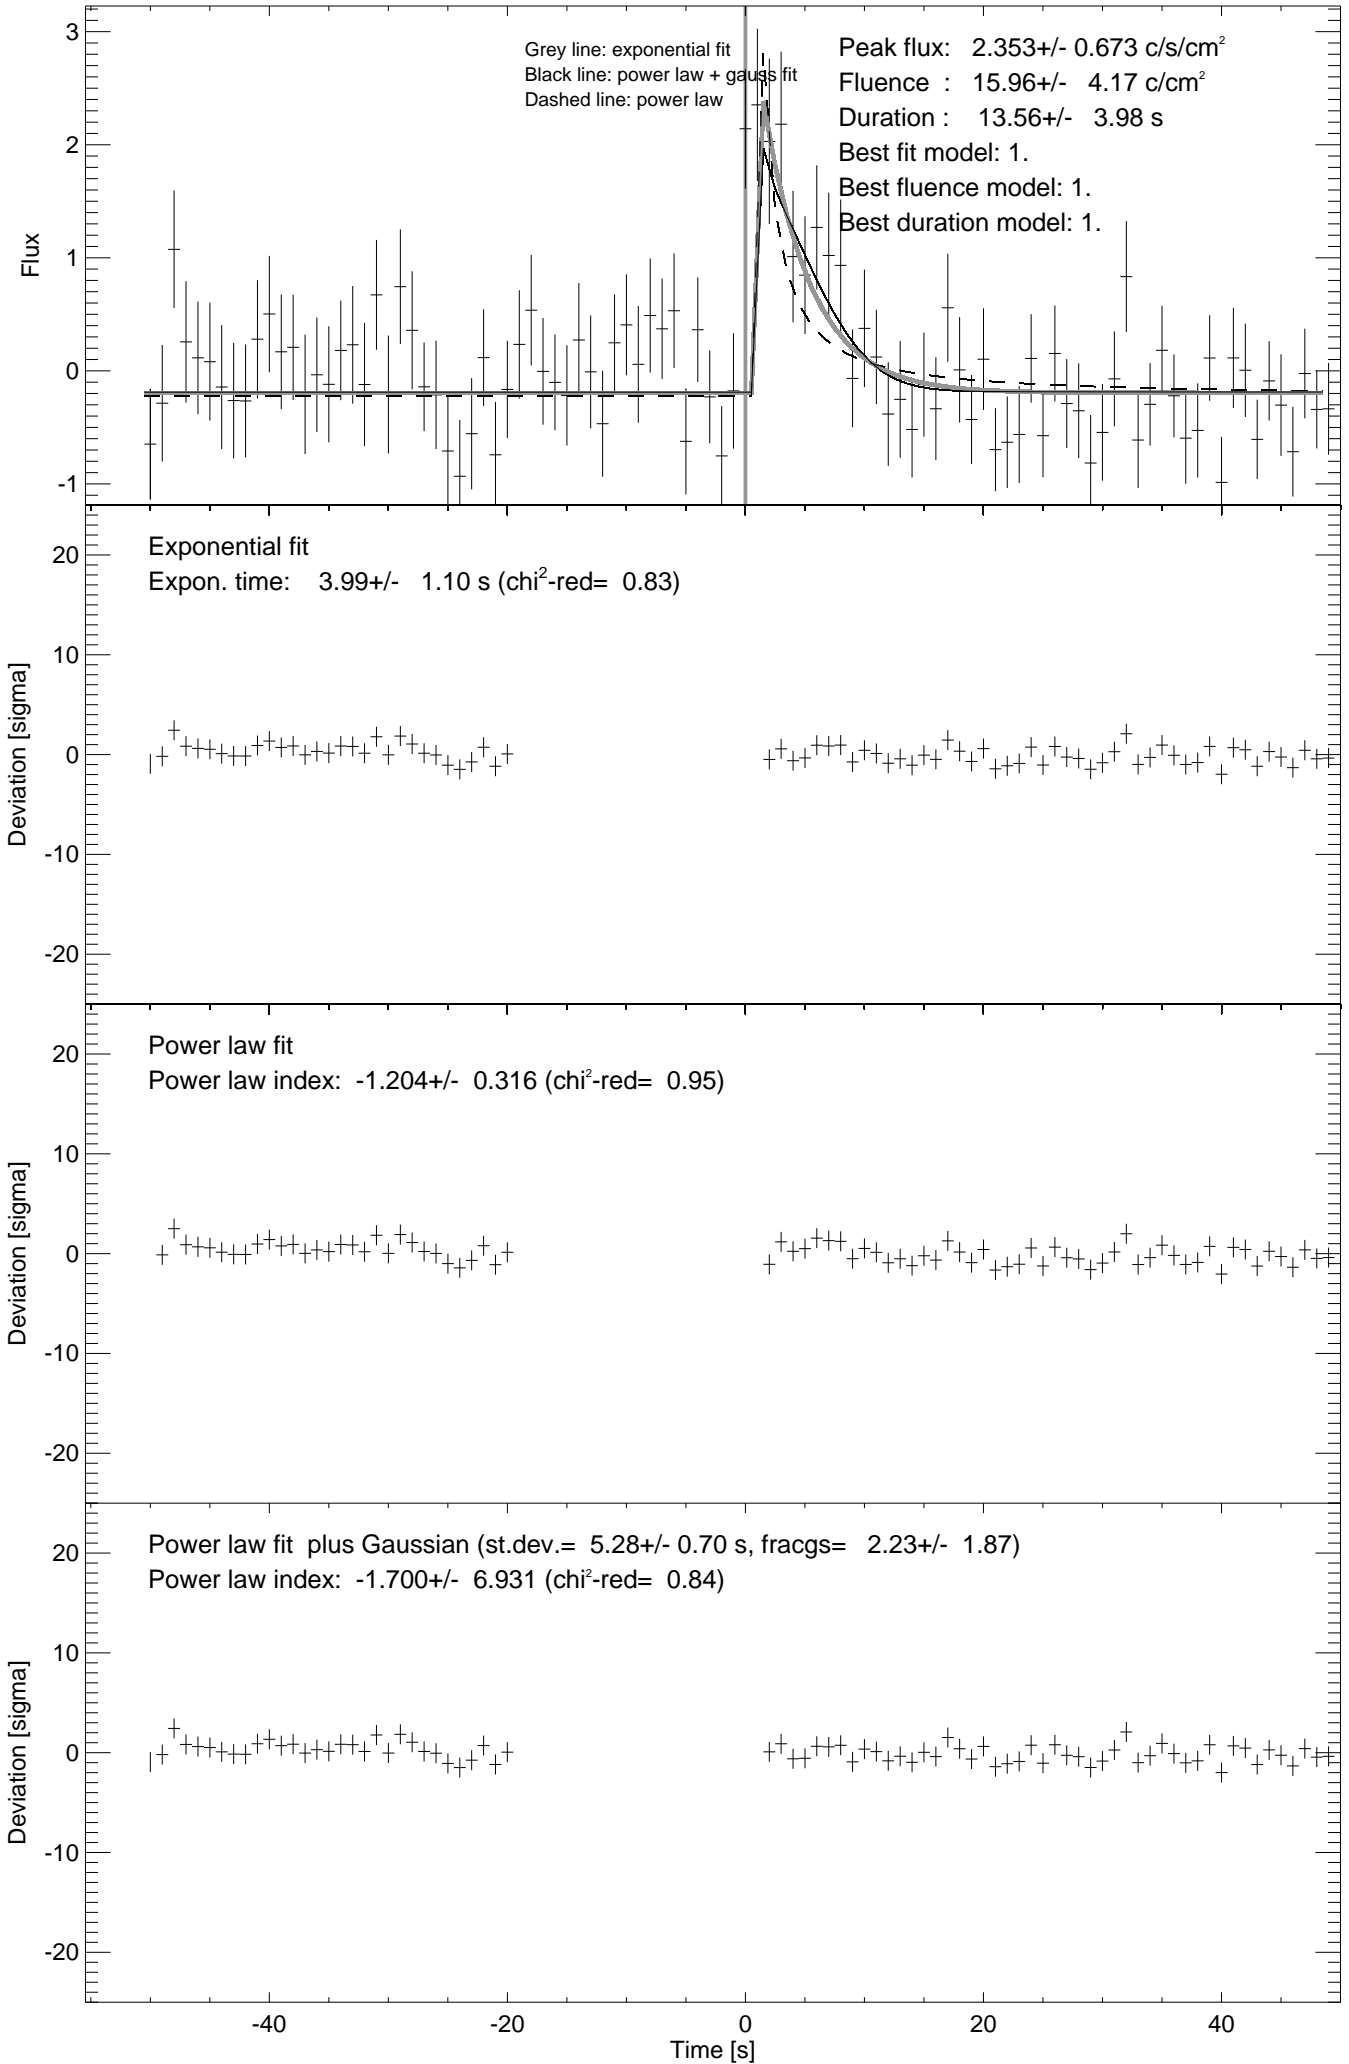 Grey line: exponential fit
Black line: power law + gauss fit
Dashed line: power law
Peak flux: 2.353+/- 0.673 c/s/cm²
Fluence : 15.96+/- 4.17 c/cm²
Duration : 13.56+/- 3.98 s
Best fit model: 1.
Best fluence model: 1.
Best duration model: 1.
3
2
1
0
-1
Flux
Exponential fit
Expon. time: 3.99+/- 1.10 s (chi²-red= 0.83)
20
10
0
-10
-20
Deviation [sigma]
Power law fit
Power law index: -1.204+/- 0.316 (chi²-red= 0.95)
20
10
0
-10
-20
Deviation [sigma]
Power law fit plus Gaussian (st.dev.= 5.28+/- 0.70 s, fracgs= 2.23+/- 1.87)
Power law index: -1.700+/- 6.931 (chi²-red= 0.84)
20
10
0
-10
-20
Deviation [sigma]
-40 -20 0 20 40
Time [s]